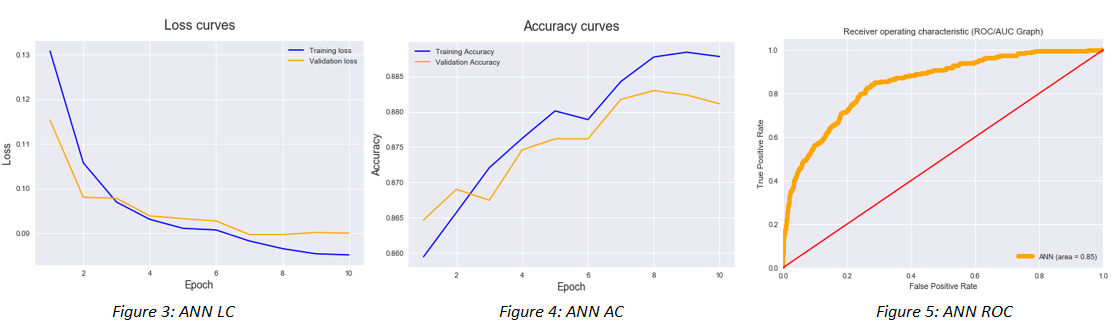 Loss curves
Training loss
Validation loss
0.13
0.12
0.11
0.10
0.09
Loss
2
4
6
8
10
Epoch
Figure 3: ANN LC
Accuracy curves
Training Accuracy
Validation Accuracy
0.885
0.880
0.875
0.870
0.865
0.860
Accuracy
2
4
6
8
10
Epoch
Figure 4: ANN AC
Receiver operating characteristic (ROC/AUC Graph)
1.0
0.8
0.6
0.4
0.2
0.0
True Positive Rate
ANN (area = 0.85)
0.0
0.2
0.4
0.6
0.8
1.0
False Positive Rate
Figure 5: ANN ROC